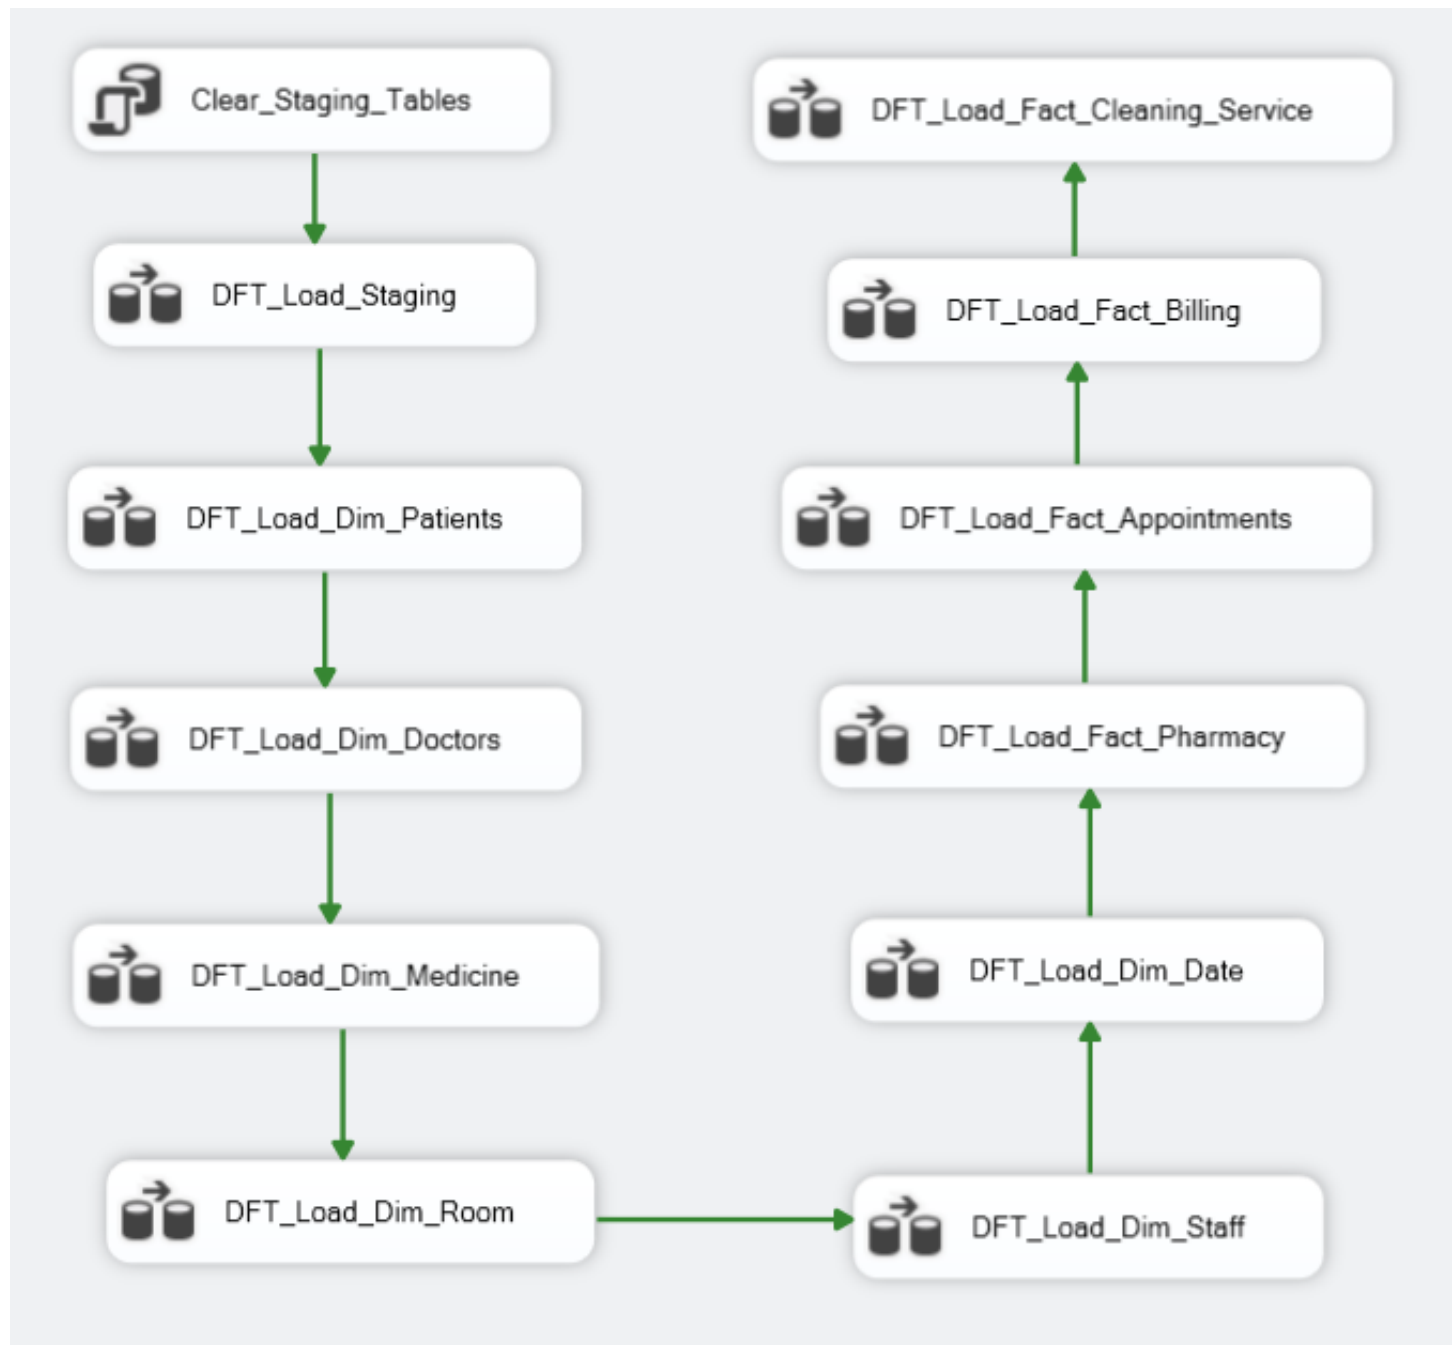 Clear_Staging_Tables
DFT_Load_Staging
DFT_Load_Dim_Patients
DFT_Load_Dim_Doctors
DFT_Load_Dim_Medicine
DFT_Load_Dim_Room
DFT_Load_Dim_Staff
DFT_Load_Dim_Date
DFT_Load_Fact_Pharmacy
DFT_Load_Fact_Appointments
DFT_Load_Fact_Billing
DFT_Load_Fact_Cleaning_Service